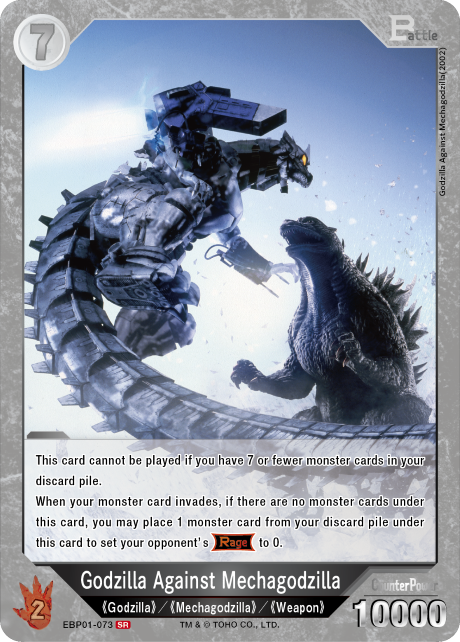 7
Battle
Godzilla Against Mechagodzilla(2002)
This card cannot be played if you have 7 or fewer monster cards in your
discard pile.
When your monster card invades, if there are no monster cards under
this card, you may place 1 monster card from your discard pile under
this card to set your opponent's Rage to 0.
Godzilla Against Mechagodzilla
CounterPower
2
《Godzilla》/《Mechagodzilla》/《Weapon》
10000
EBP01-073 SR TM & © TOHO CO., LTD.